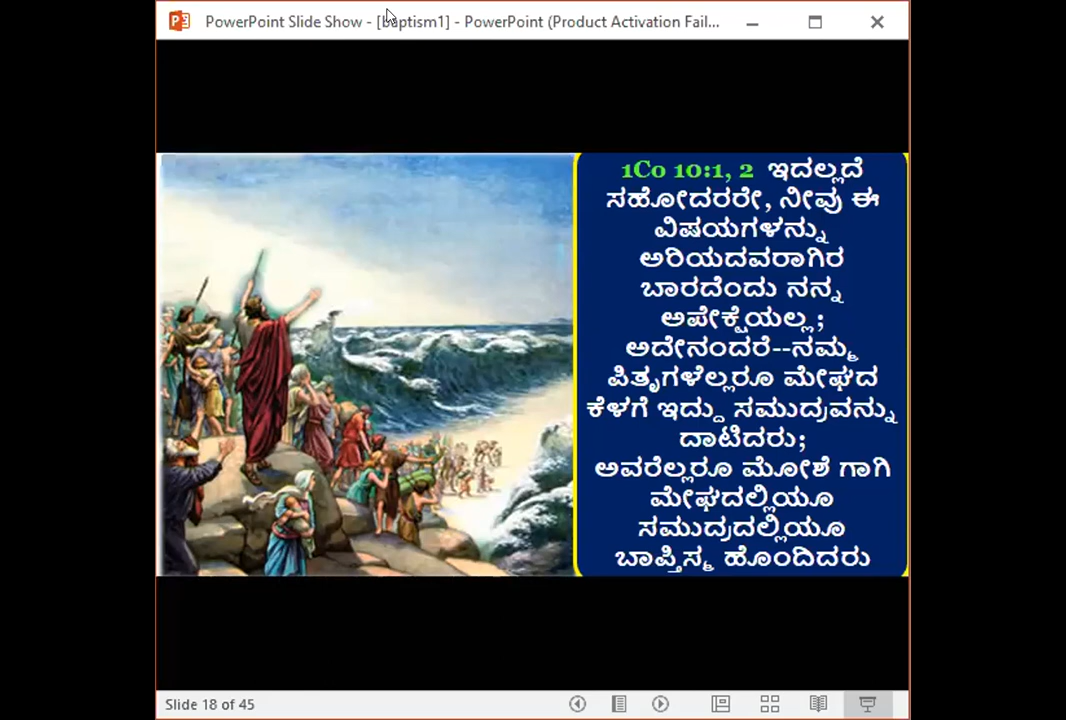 PowerPoint Slide Show - [Baptism1] - PowerPoint (Product Activation Fail...
1Co 10:1, 2 ಇದಲ್ಲದೆ
ಸಹೋದರರೇ, ನೀವು ಈ
ವಿಷಯಗಳನ್ನು
ಅರಿಯದವರಾಗಿರ
ಬಾರದೆಂದು ನನ್ನ
ಅಪೇಕ್ಷೆಯಲ್ಲ;
ಅದೇನಂದರೆ--ನಮ್ಮ
ಪಿತೃಗಳೆಲ್ಲರೂ ಮೇಘದ
ಕೆಳಗೆ ಇದ್ದು ಸಮುದ್ರವನ್ನು
ದಾಟಿದರು;
ಅವರೆಲ್ಲರೂ ಮೋಶೆ ಗಾಗಿ
ಮೇಘದಲ್ಲಿಯೂ
ಸಮುದ್ರದಲ್ಲಿಯೂ
ಬಾಪ್ತಿಸ್ಮ ಹೊಂದಿದರು
Slide 18 of 45